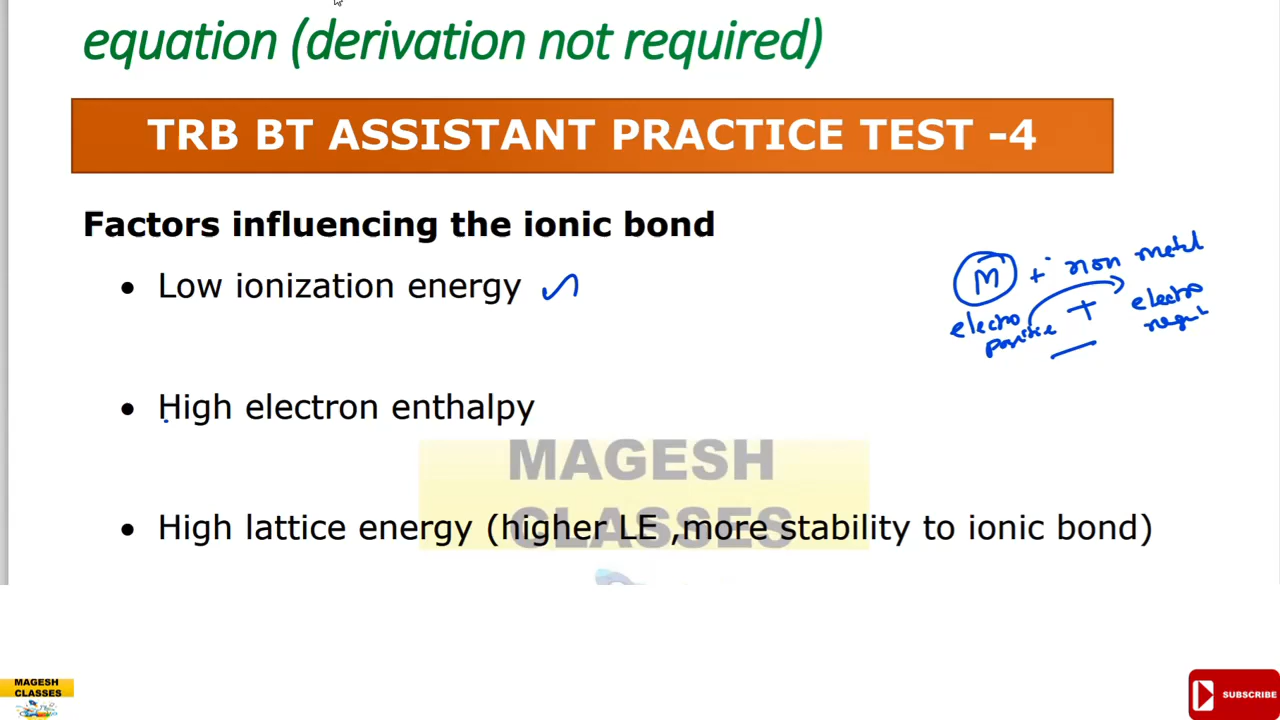 equation (derivation not required)
TRB BT ASSISTANT PRACTICE TEST -4
Factors influencing the ionic bond
• Low ionization energy
M + non metal
electro positive + electro
• High electron enthalpy
MAGESH
CLASSES
• High lattice energy (higher LE ,more stability to ionic bond)
MAGESH
CLASSES
SUBSCRIBE